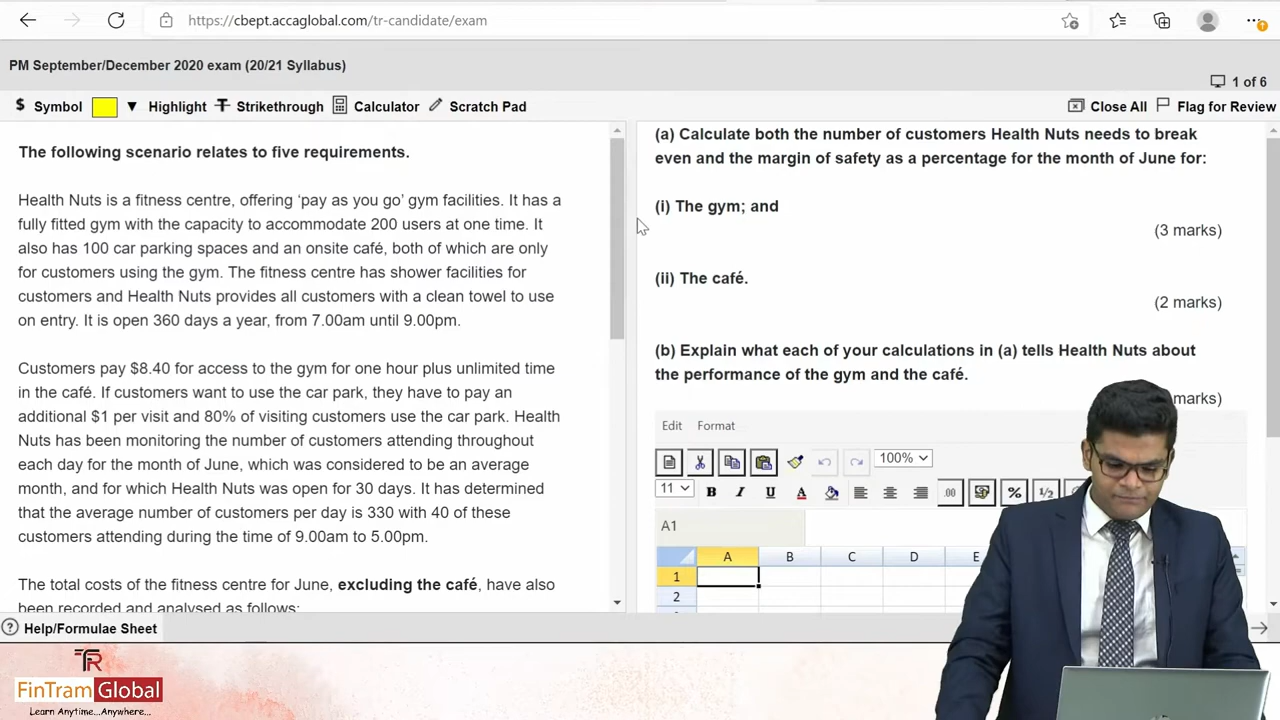 https://cbept.accaglobal.com/tr-candidate/exam
PM September/December 2020 exam (20/21 Syllabus)
1 of 6
$ Symbol Highlight Strikethrough Calculator Scratch Pad Close All Flag for Review
The following scenario relates to five requirements.
Health Nuts is a fitness centre, offering 'pay as you go' gym facilities. It has a
fully fitted gym with the capacity to accommodate 200 users at one time. It
also has 100 car parking spaces and an onsite café, both of which are only
for customers using the gym. The fitness centre has shower facilities for
customers and Health Nuts provides all customers with a clean towel to use
on entry. It is open 360 days a year, from 7.00am until 9.00pm.
Customers pay $8.40 for access to the gym for one hour plus unlimited time
in the café. If customers want to use the car park, they have to pay an
additional $1 per visit and 80% of visiting customers use the car park. Health
Nuts has been monitoring the number of customers attending throughout
each day for the month of June, which was considered to be an average
month, and for which Health Nuts was open for 30 days. It has determined
that the average number of customers per day is 330 with 40 of these
customers attending during the time of 9.00am to 5.00pm.
The total costs of the fitness centre for June, excluding the café, have also
been recorded and analysed as follows:
(a) Calculate both the number of customers Health Nuts needs to break
even and the margin of safety as a percentage for the month of June for:
(i) The gym; and
(3 marks)
(ii) The café.
(2 marks)
(b) Explain what each of your calculations in (a) tells Health Nuts about
the performance of the gym and the café.
marks)
Edit Format
100%
11 B I U A .00 % 1/2
A1
A B C D E
1
2
? Help/Formulae Sheet
FinTram Global
Learn Anytime...Anywhere...